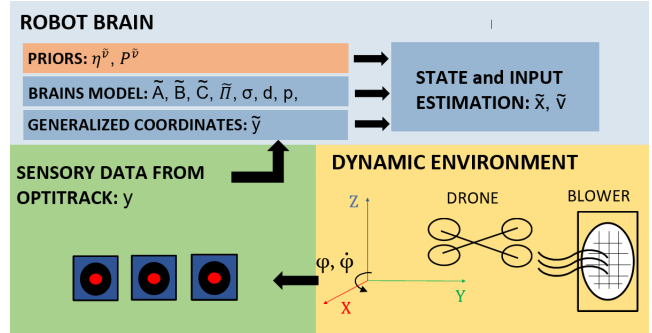 ROBOT BRAIN
PRIORS: η^ṽ, P^ṽ
BRAINS MODEL: Ã, B̃, C̃, Π̃, σ, d, p,
GENERALIZED COORDINATES: ỹ
STATE and INPUT
ESTIMATION: x̃, ṽ
SENSORY DATA FROM
OPTITRACK: y
DYNAMIC ENVIRONMENT
DRONE
BLOWER
Z
φ, φ̇
Y
X